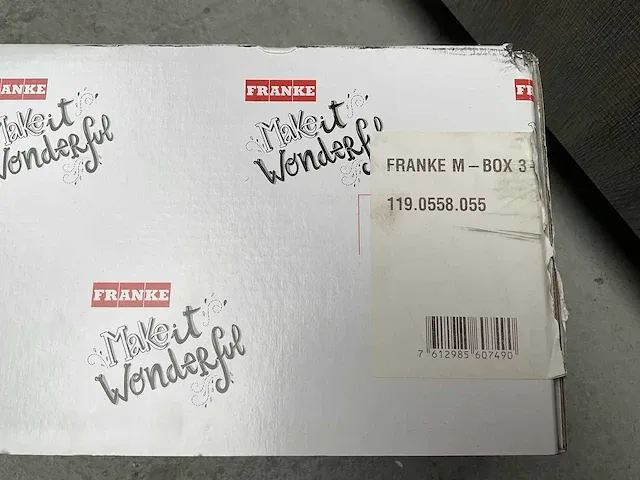 FRANKE
Make it
Wonderful
FRANKE
Make it
Wonderful
FRANKE M – BOX 3
119.0558.055
7 612985 607490
FRANKE
Make it
Wonderful